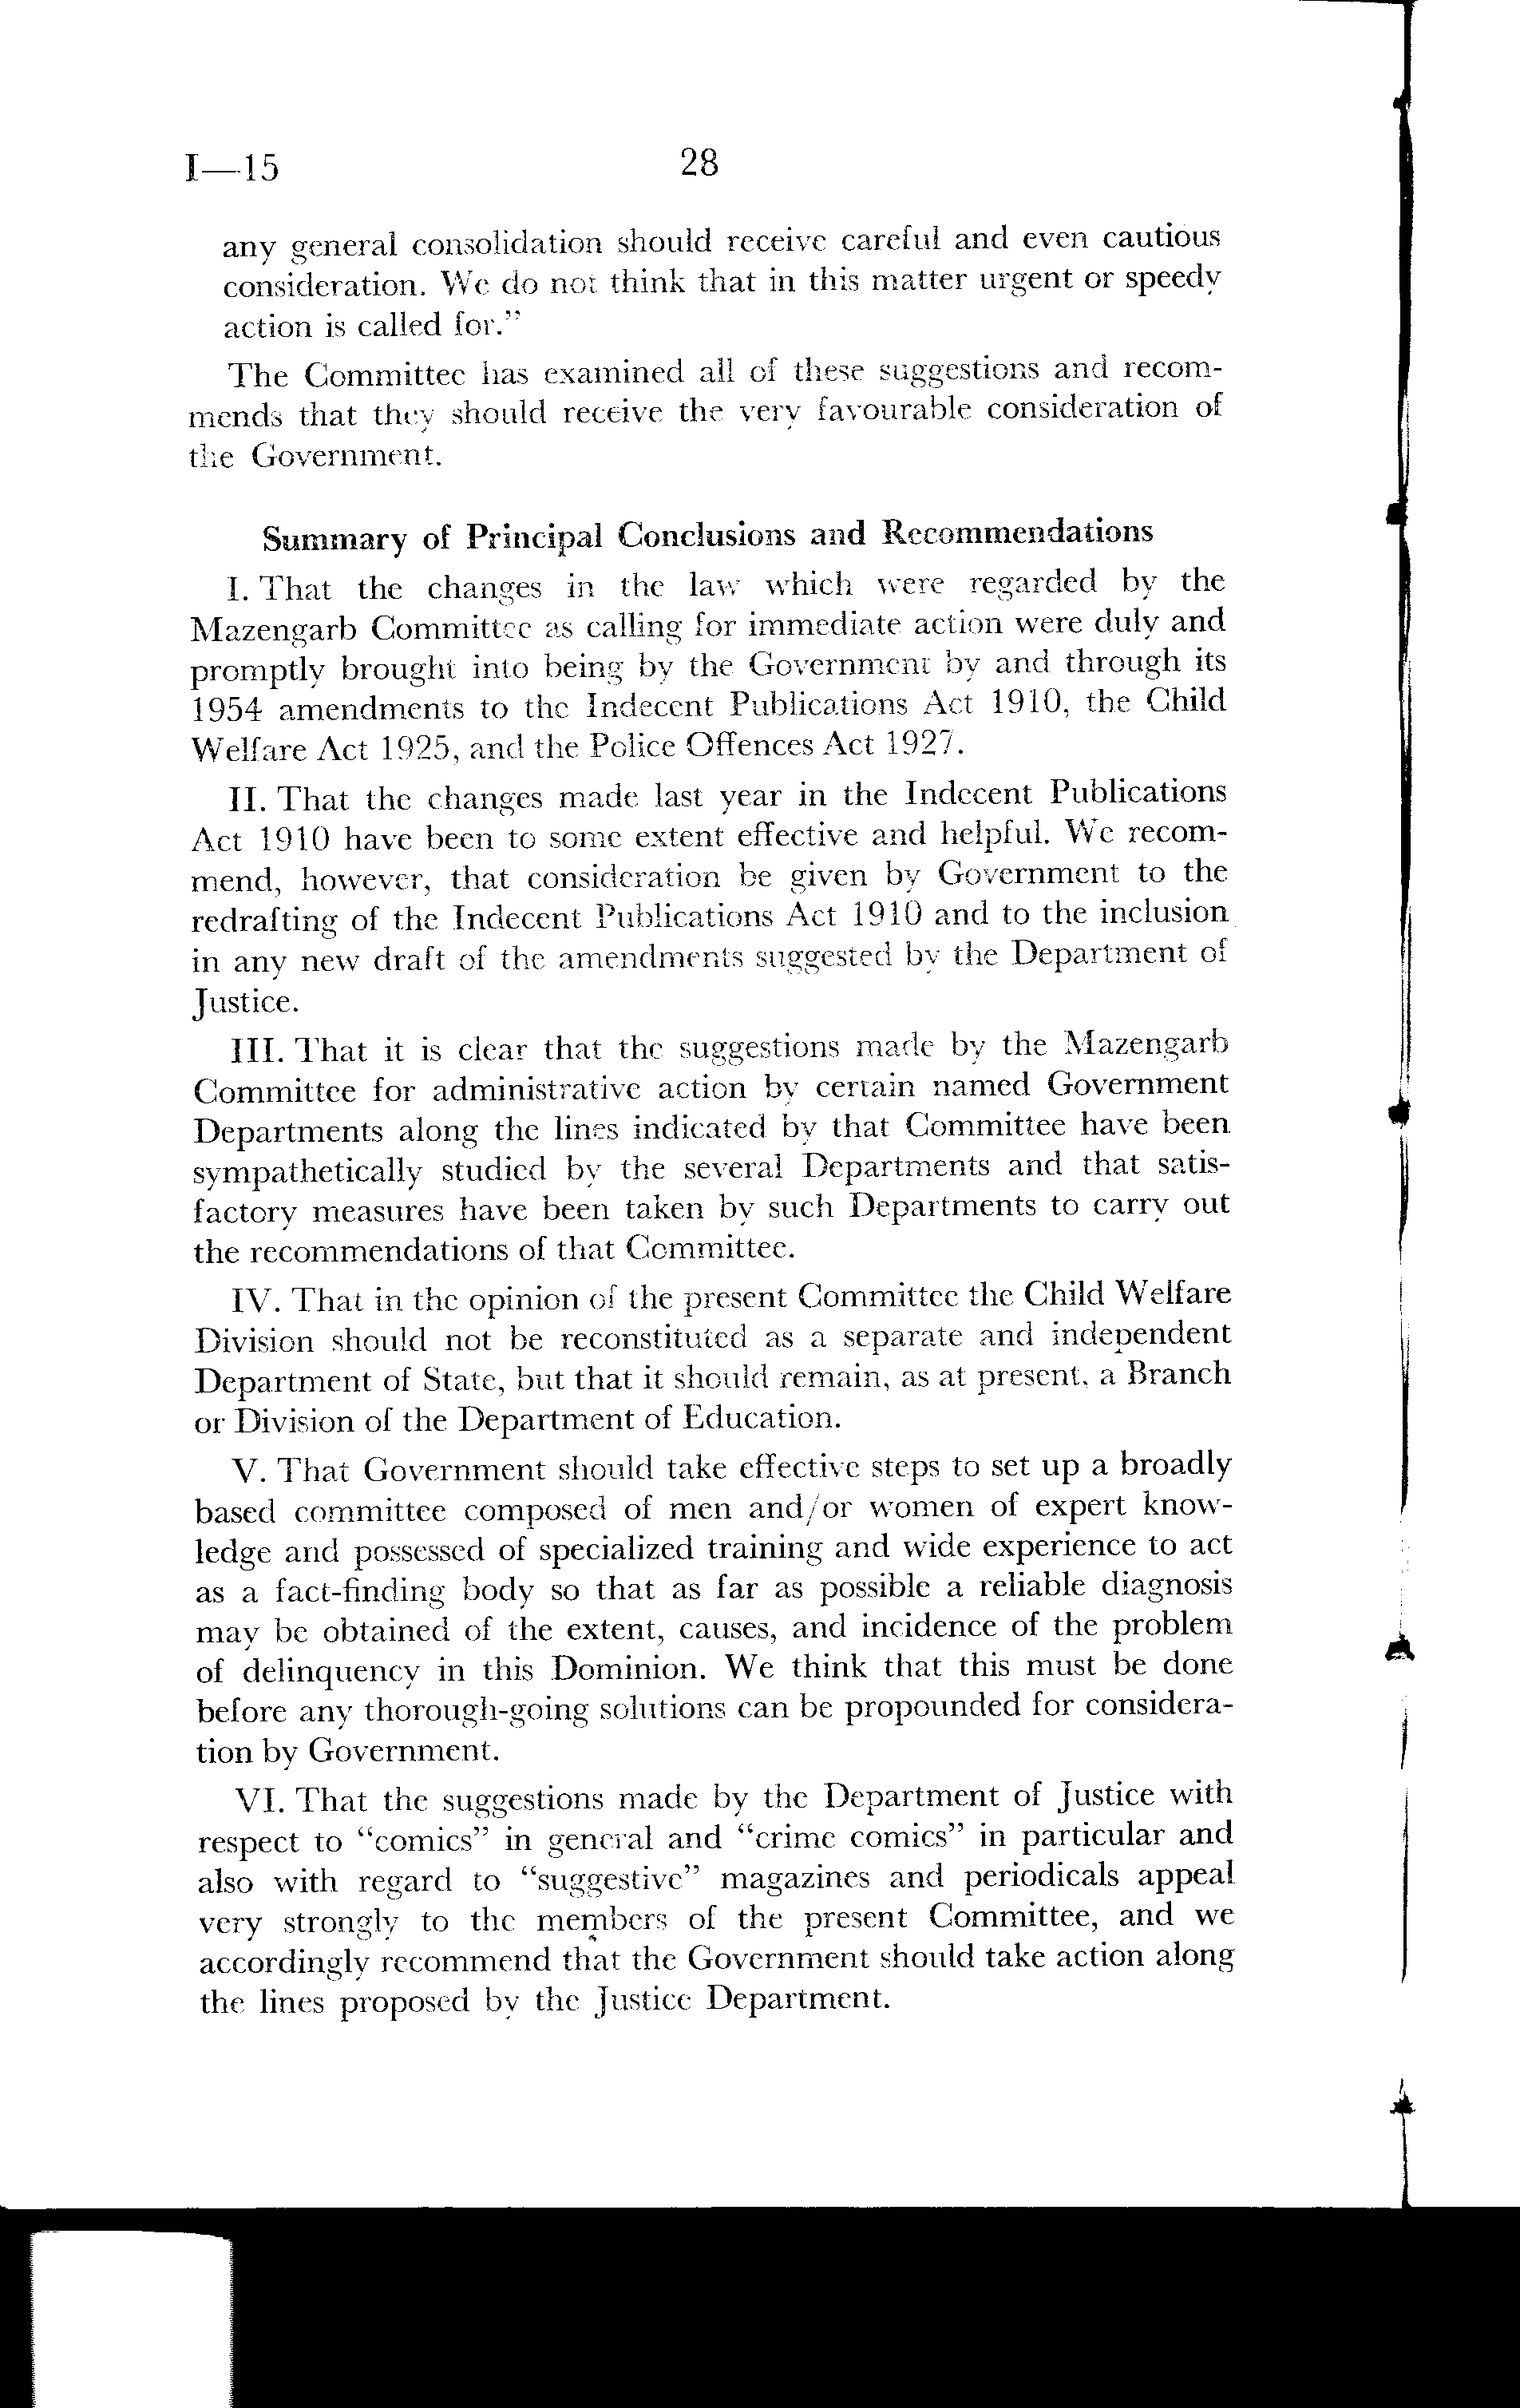 I—15
28
any general consolidation should receive careful and even cautious
consideration. We do not think that in this matter urgent or speedy
action is called for.”
The Committee has examined all of these suggestions and recom-
mends that they should receive the very favourable consideration of
the Government.
Summary of Principal Conclusions and Recommendations
I. That the changes in the law which were regarded by the
Mazengarb Committee as calling for immediate action were duly and
promptly brought into being by the Government by and through its
1954 amendments to the Indecent Publications Act 1910, the Child
Welfare Act 1925, and the Police Offences Act 1927.
II. That the changes made last year in the Indecent Publications
Act 1910 have been to some extent effective and helpful. We recom-
mend, however, that consideration be given by Government to the
redrafting of the Indecent Publications Act 1910 and to the inclusion
in any new draft of the amendments suggested by the Department of
Justice.
III. That it is clear that the suggestions made by the Mazengarb
Committee for administrative action by certain named Government
Departments along the lines indicated by that Committee have been
sympathetically studied by the several Departments and that satis-
factory measures have been taken by such Departments to carry out
the recommendations of that Committee.
IV. That in the opinion of the present Committee the Child Welfare
Division should not be reconstituted as a separate and independent
Department of State, but that it should remain, as at present, a Branch
or Division of the Department of Education.
V. That Government should take effective steps to set up a broadly
based committee composed of men and/or women of expert know-
ledge and possessed of specialized training and wide experience to act
as a fact-finding body so that as far as possible a reliable diagnosis
may be obtained of the extent, causes, and incidence of the problem
of delinquency in this Dominion. We think that this must be done
before any thorough-going solutions can be propounded for considera-
tion by Government.
VI. That the suggestions made by the Department of Justice with
respect to “comics” in general and “crime comics” in particular and
also with regard to “suggestive” magazines and periodicals appeal
very strongly to the members of the present Committee, and we
accordingly recommend that the Government should take action along
the lines proposed by the Justice Department.